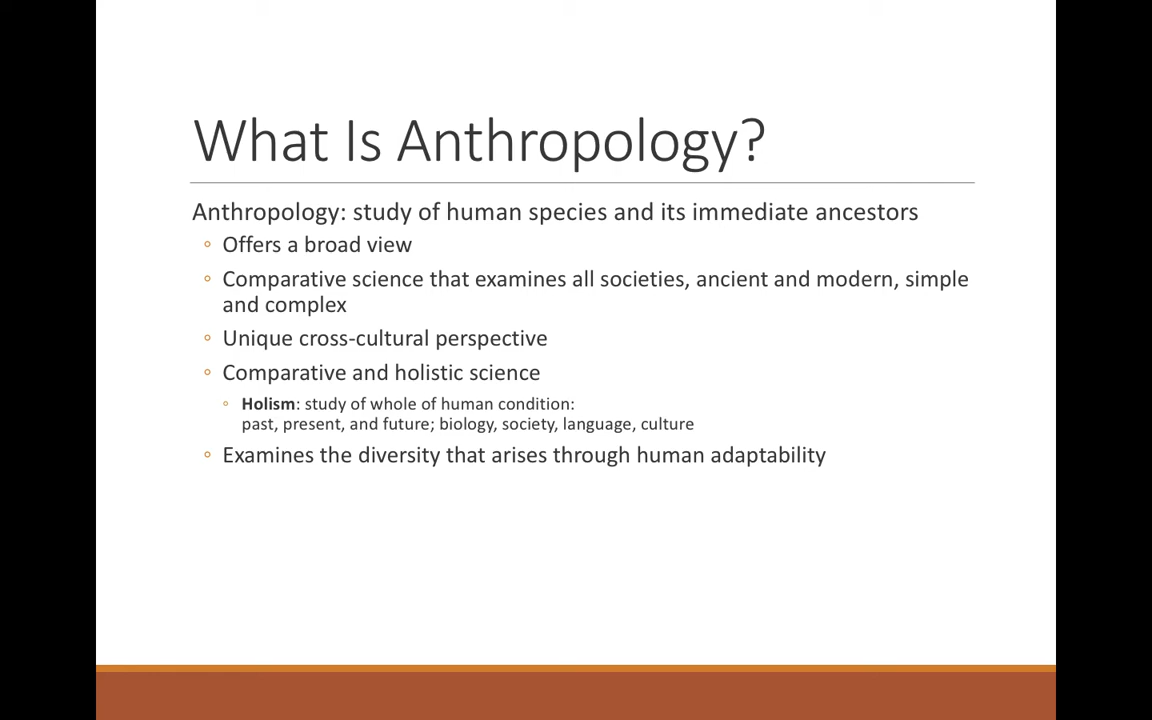 What Is Anthropology?
Anthropology: study of human species and its immediate ancestors
◦ Offers a broad view
◦ Comparative science that examines all societies, ancient and modern, simple
and complex
◦ Unique cross-cultural perspective
◦ Comparative and holistic science
◦ Holism: study of whole of human condition:
past, present, and future; biology, society, language, culture
◦ Examines the diversity that arises through human adaptability